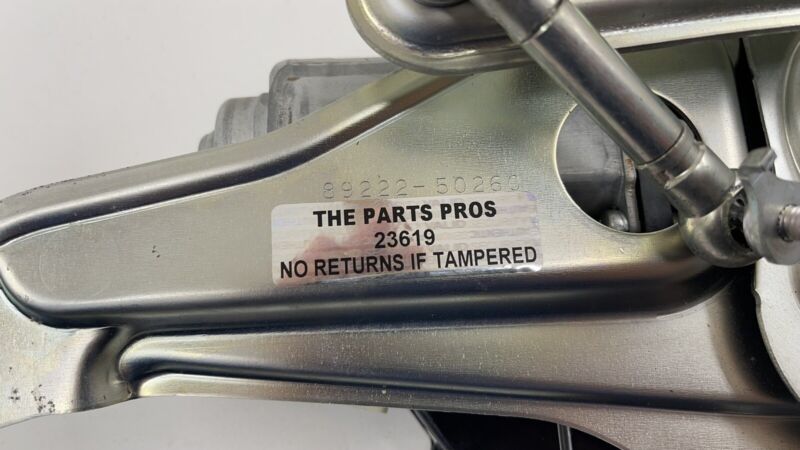 89222-50260
THE PARTS PROS
23619
NO RETURNS IF TAMPERED